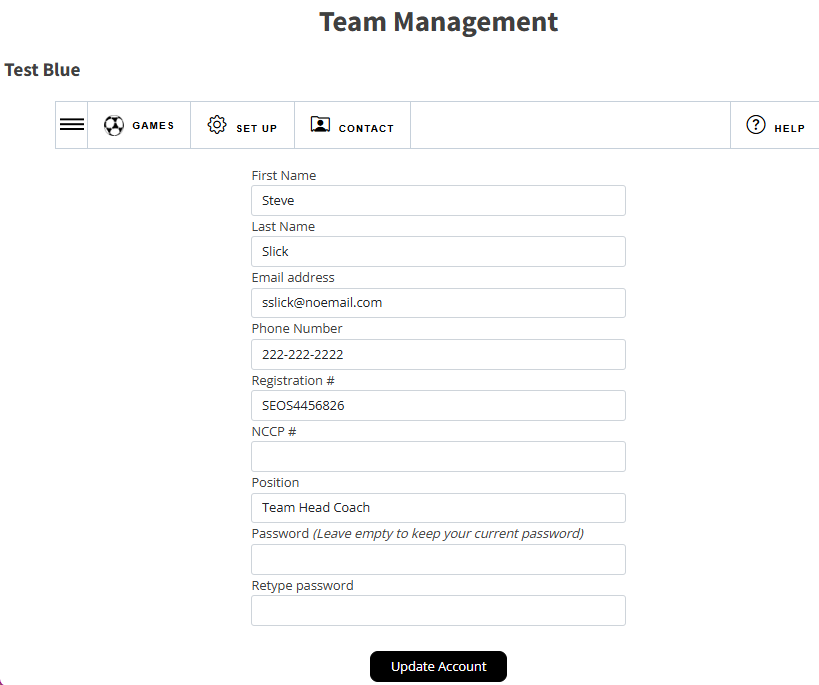 Team Management
Test Blue
GAMES SET UP CONTACT HELP
First Name
Steve
Last Name
Slick
Email address
sslick@noemail.com
Phone Number
222-222-2222
Registration #
SEOS4456826
NCCP #
Position
Team Head Coach
Password (Leave empty to keep your current password)
Retype password
Update Account